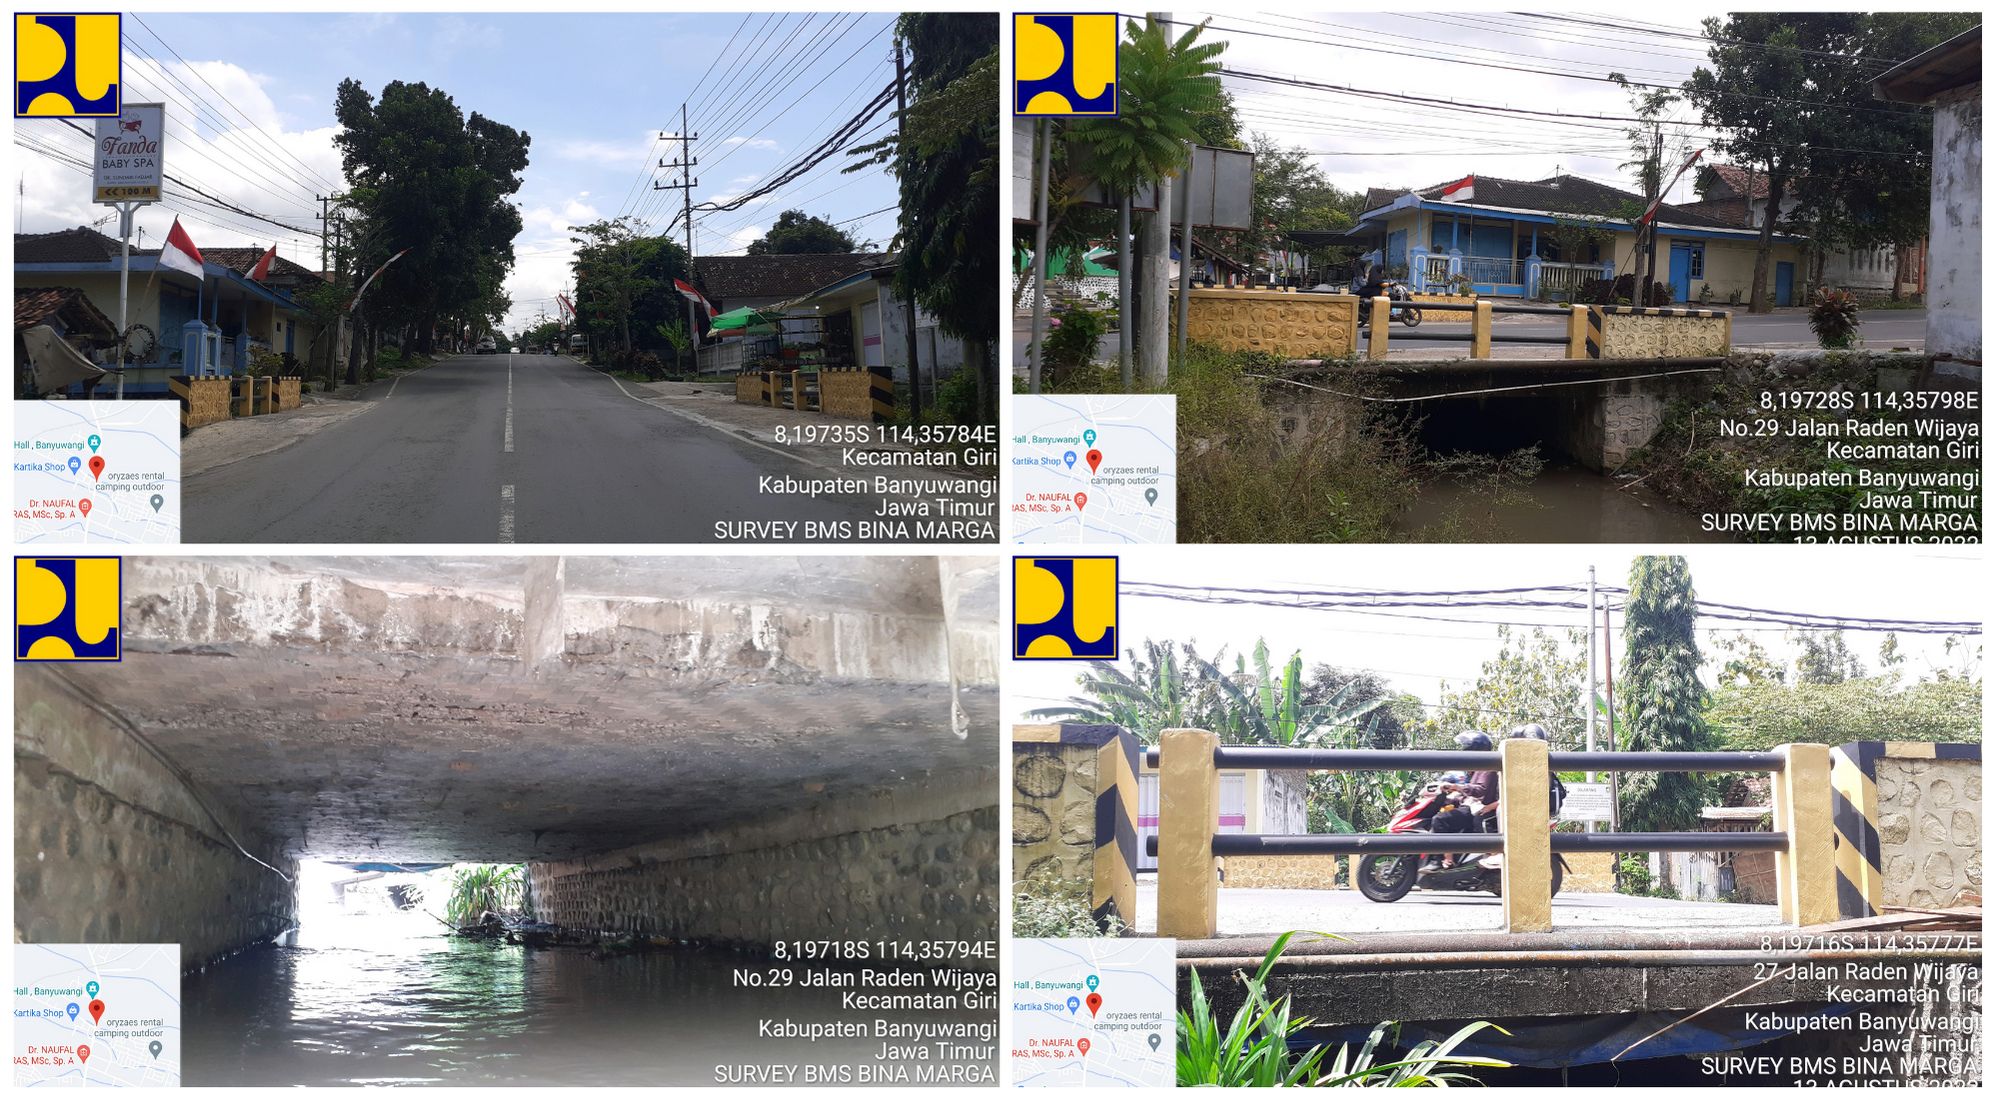 Fanda
BABY SPA
<< 100 M
Hall , Banyuwangi
Kartika Shop
oryzaes rental
camping outdoor
Dr. NAUFAL
RAS, MSc, Sp. A
8,19735S 114,35784E
Kecamatan Giri
Kabupaten Banyuwangi
Jawa Timur
SURVEY BMS BINA MARGA
Hall , Banyuwangi
Kartika Shop
oryzaes rental
camping outdoor
Dr. NAUFAL
RAS, MSc, Sp. A
8,19728S 114,35798E
No.29 Jalan Raden Wijaya
Kecamatan Giri
Kabupaten Banyuwangi
Jawa Timur
SURVEY BMS BINA MARGA
Hall , Banyuwangi
Kartika Shop
oryzaes rental
camping outdoor
Dr. NAUFAL
RAS, MSc, Sp. A
8,19718S 114,35794E
No.29 Jalan Raden Wijaya
Kecamatan Giri
Kabupaten Banyuwangi
Jawa Timur
SURVEY BMS BINA MARGA
Hall , Banyuwangi
Kartika Shop
oryzaes rental
camping outdoor
Dr. NAUFAL
RAS, MSc, Sp. A
8,19716S 114,35777E
27 Jalan Raden Wijaya
Kecamatan Giri
Kabupaten Banyuwangi
Jawa Timur
SURVEY BMS BINA MARGA